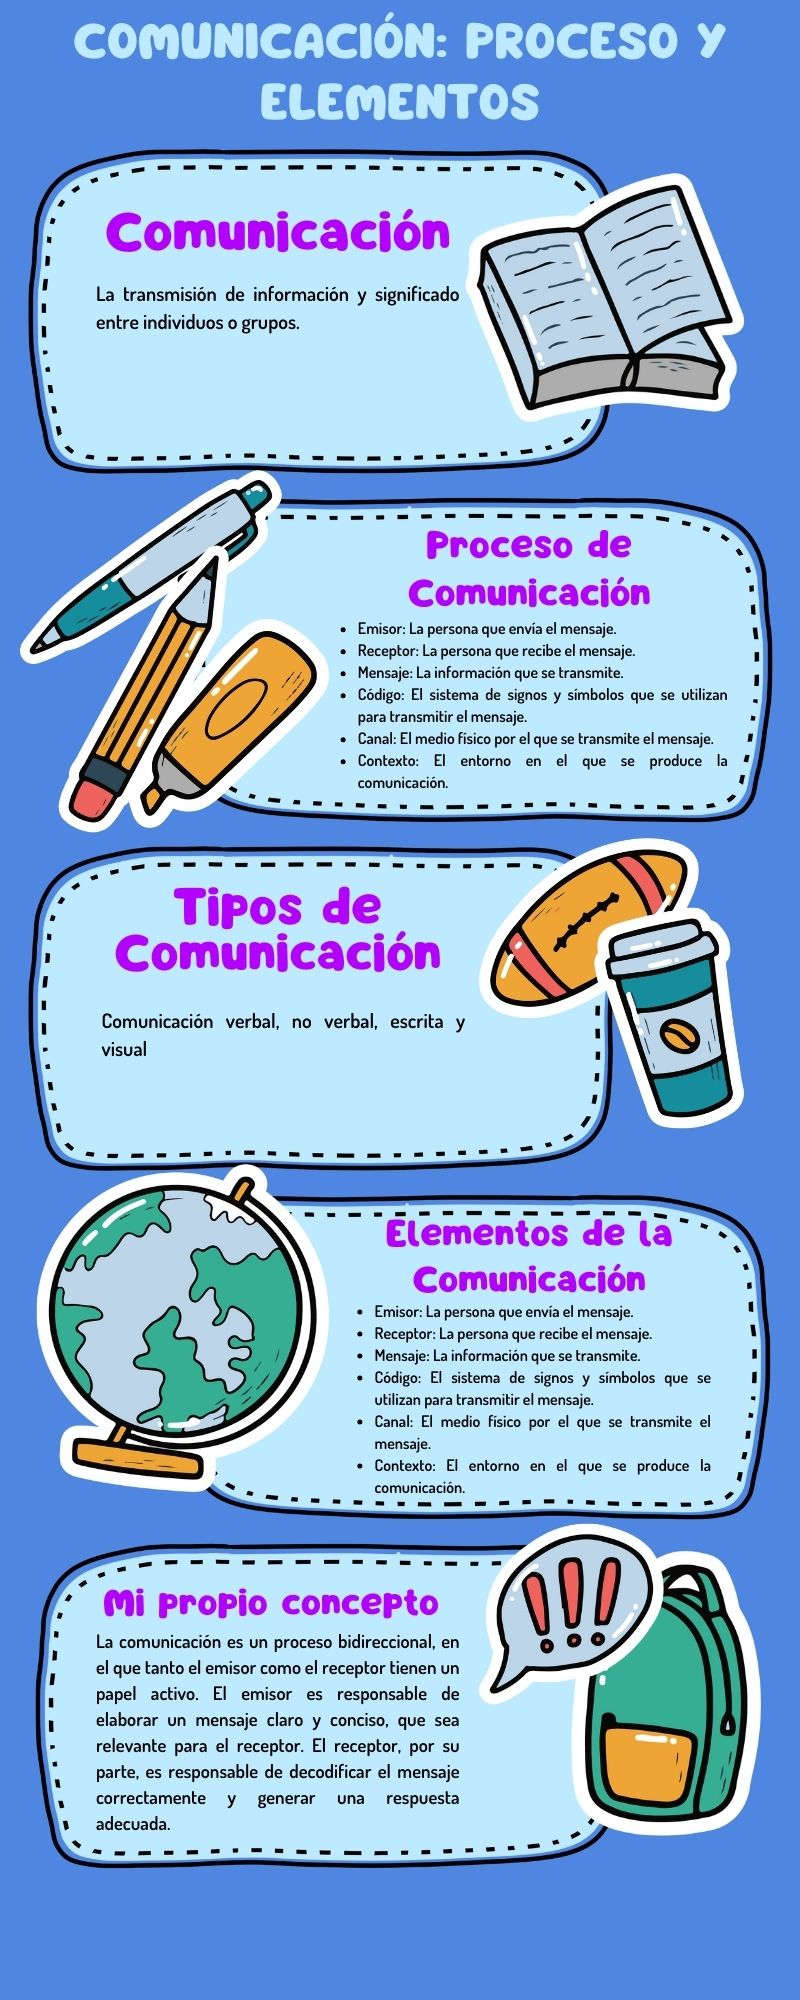 COMUNICACIÓN: PROCESO Y
ELEMENTOS
Comunicación
La transmisión de información y significado
entre individuos o grupos.
Proceso de
Comunicación
• Emisor: La persona que envía el mensaje.
• Receptor: La persona que recibe el mensaje.
• Mensaje: La información que se transmite.
• Código: El sistema de signos y símbolos que se utilizan
para transmitir el mensaje.
• Canal: El medio físico por el que se transmite el mensaje.
• Contexto: El entorno en el que se produce la
comunicación.
Tipos de
Comunicación
Comunicación verbal, no verbal, escrita y
visual
Elementos de la
Comunicación
• Emisor: La persona que envía el mensaje.
• Receptor: La persona que recibe el mensaje.
• Mensaje: La información que se transmite.
• Código: El sistema de signos y símbolos que se
utilizan para transmitir el mensaje.
• Canal: El medio físico por el que se transmite el
mensaje.
• Contexto: El entorno en el que se produce la
comunicación.
Mi propio concepto
La comunicación es un proceso bidireccional, en
el que tanto el emisor como el receptor tienen un
papel activo. El emisor es responsable de
elaborar un mensaje claro y conciso, que sea
relevante para el receptor. El receptor, por su
parte, es responsable de decodificar el mensaje
correctamente y generar una respuesta
adecuada.
!!!